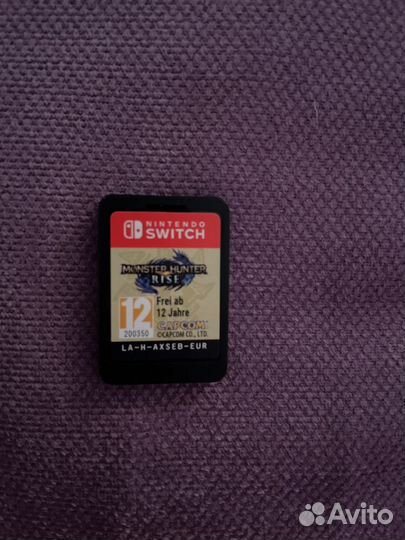 NINTENDO
SWITCH
MONSTER HUNTER
RISE
12
200350
Frei ab
12 Jahre
CAPCOM
©CAPCOM CO., LTD.
LA-H-AXSEB-EUR
Avito